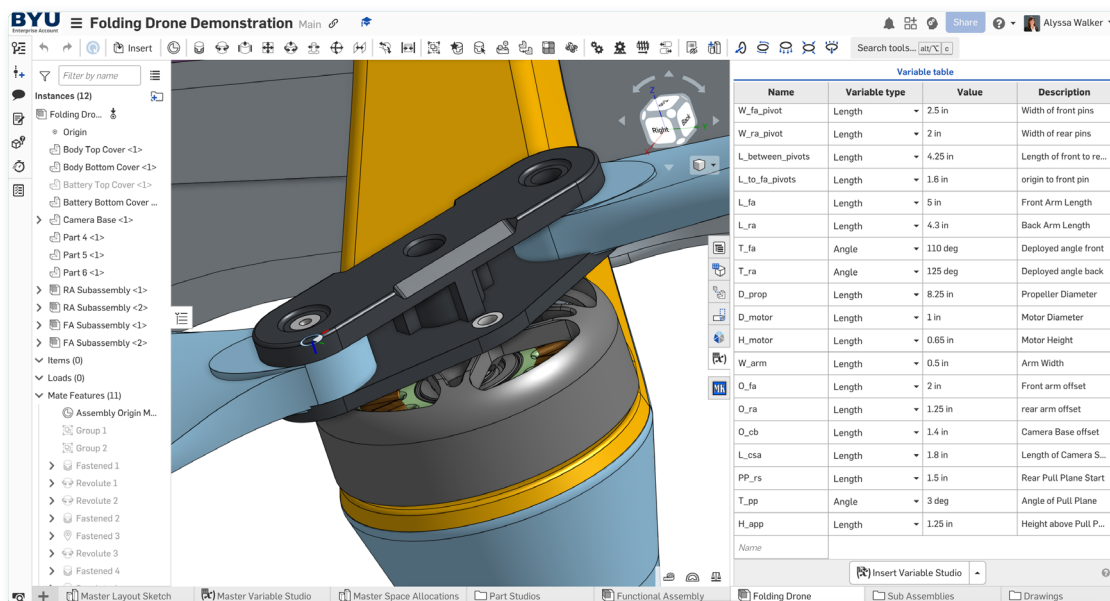 BYU
Enterprise Account
Folding Drone Demonstration Main
Share
Alyssa Walker
Insert
Search tools... alt/⌥ c
Filter by name
Instances (12)
Folding Dro...
Origin
Body Top Cover <1>
Body Bottom Cover <1>
Battery Top Cover <1>
Battery Bottom Cover ...
Camera Base <1>
Part 4 <1>
Part 5 <1>
Part 6 <1>
RA Subassembly <1>
RA Subassembly <2>
FA Subassembly <1>
FA Subassembly <2>
Items (0)
Loads (0)
Mate Features (11)
Assembly Origin M...
Group 1
Group 2
Fastened 1
Revolute 1
Revolute 2
Fastened 2
Fastened 3
Revolute 3
Fastened 4
Z
Y
Right
Back
Variable table
Name Variable type Value Description
W_fa_pivot Length 2.5 in Width of front pins
W_ra_pivot Length 2 in Width of rear pins
L_between_pivots Length 4.25 in Length of front to re...
L_to_fa_pivots Length 1.6 in origin to front pin
L_fa Length 5 in Front Arm Length
L_ra Length 4.3 in Back Arm Length
T_fa Angle 110 deg Deployed angle front
T_ra Angle 125 deg Deployed angle back
D_prop Length 8.25 in Propeller Diameter
D_motor Length 1 in Motor Diameter
H_motor Length 0.65 in Motor Height
W_arm Length 0.5 in Arm Width
O_fa Length 2 in Front arm offset
O_ra Length 1.25 in rear arm offset
O_cb Length 1.4 in Camera Base offset
L_csa Length 1.8 in Length of Camera S...
PP_rs Length 1.5 in Rear Pull Plane Start
T_pp Angle 3 deg Angle of Pull Plane
H_app Length 1.25 in Height above Pull P...
Name
(x) Insert Variable Studio
MK
Master Layout Sketch Master Variable Studio Master Space Allocations Part Studios Functional Assembly Folding Drone Sub Assemblies Drawings